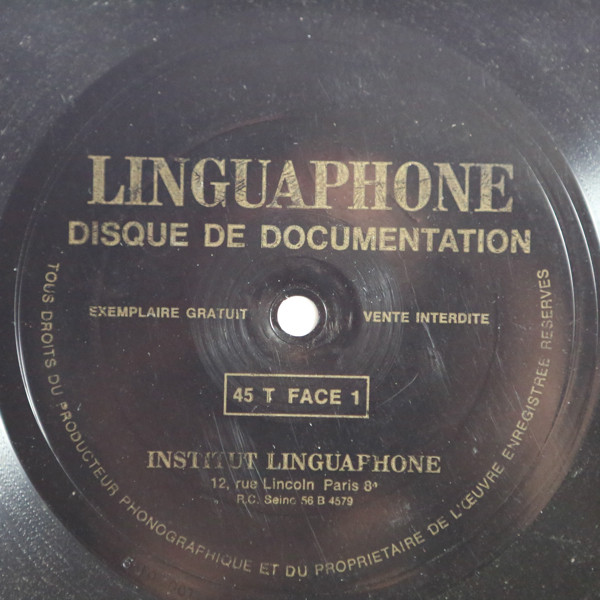 LINGUAPHONE
DISQUE DE DOCUMENTATION
EXEMPLAIRE GRATUIT VENTE INTERDITE
45 T FACE 1
INSTITUT LINGUAPHONE
12, rue Lincoln Paris 8e
R.C. Seine 56 B 4579
TOUS DROITS DU PRODUCTEUR PHONOGRAPHIQUE ET DU PROPRIETAIRE DE L'ŒUVRE ENREGISTREE RESERVES